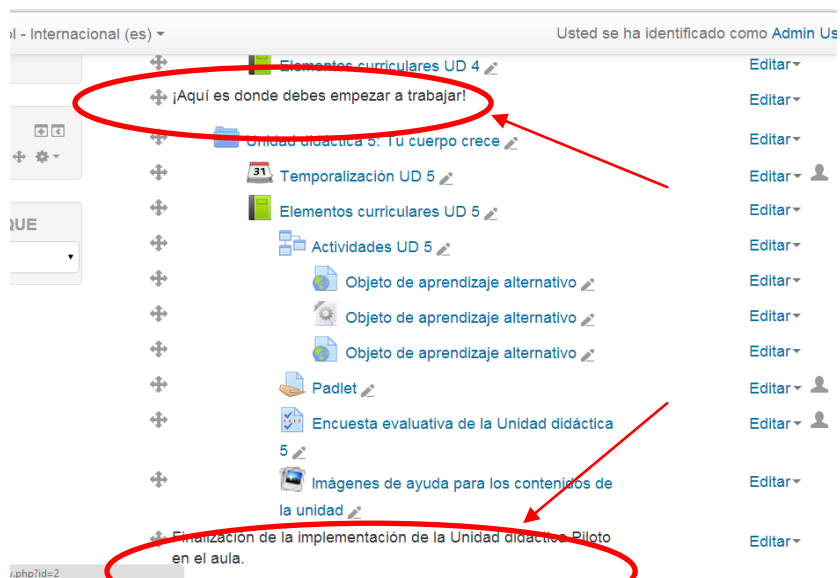 l - Internacional (es)
Usted se ha identificado como Admin Us
Elementos curriculares UD 4
Editar
¡Aquí es donde debes empezar a trabajar!
Editar
Unidad didáctica 5: Tu cuerpo crece
Editar
31
Temporalización UD 5
Editar
QUE
Elementos curriculares UD 5
Editar
Actividades UD 5
Editar
Objeto de aprendizaje alternativo
Editar
Objeto de aprendizaje alternativo
Editar
Objeto de aprendizaje alternativo
Editar
Padlet
Editar
Encuesta evaluativa de la Unidad didáctica
Editar
5
Imágenes de ayuda para los contenidos de
Editar
la unidad
Finalización de la implementación de la Unidad didáctica Piloto
Editar
en el aula.
.php?id=2